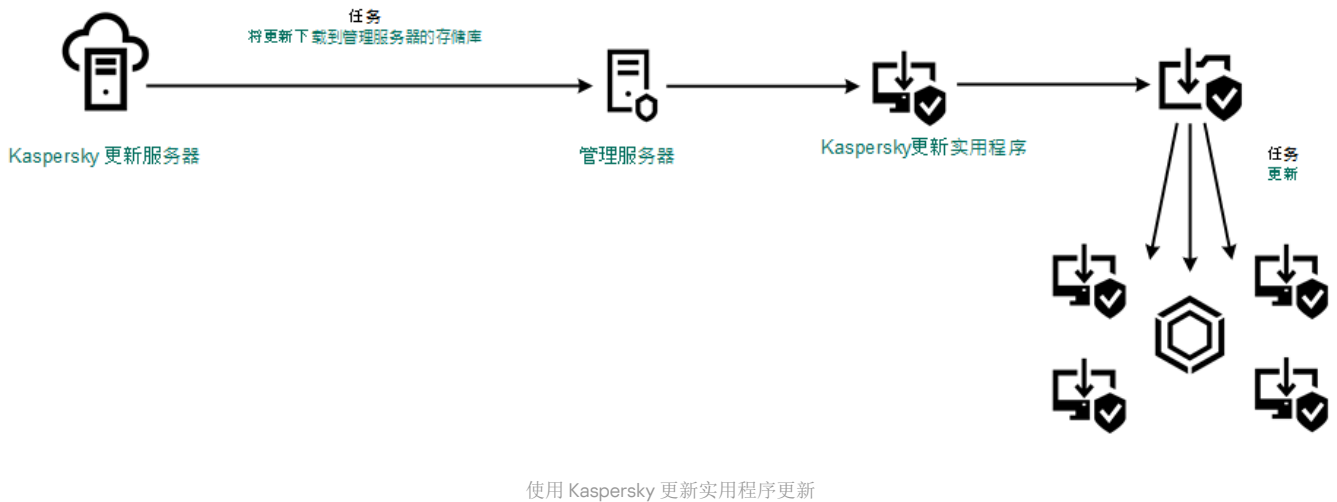 任务
将更新下载到管理服务器的存储库
Kaspersky 更新服务器
管理服务器
Kaspersky更新实用程序
任务
更新
使用 Kaspersky 更新实用程序更新